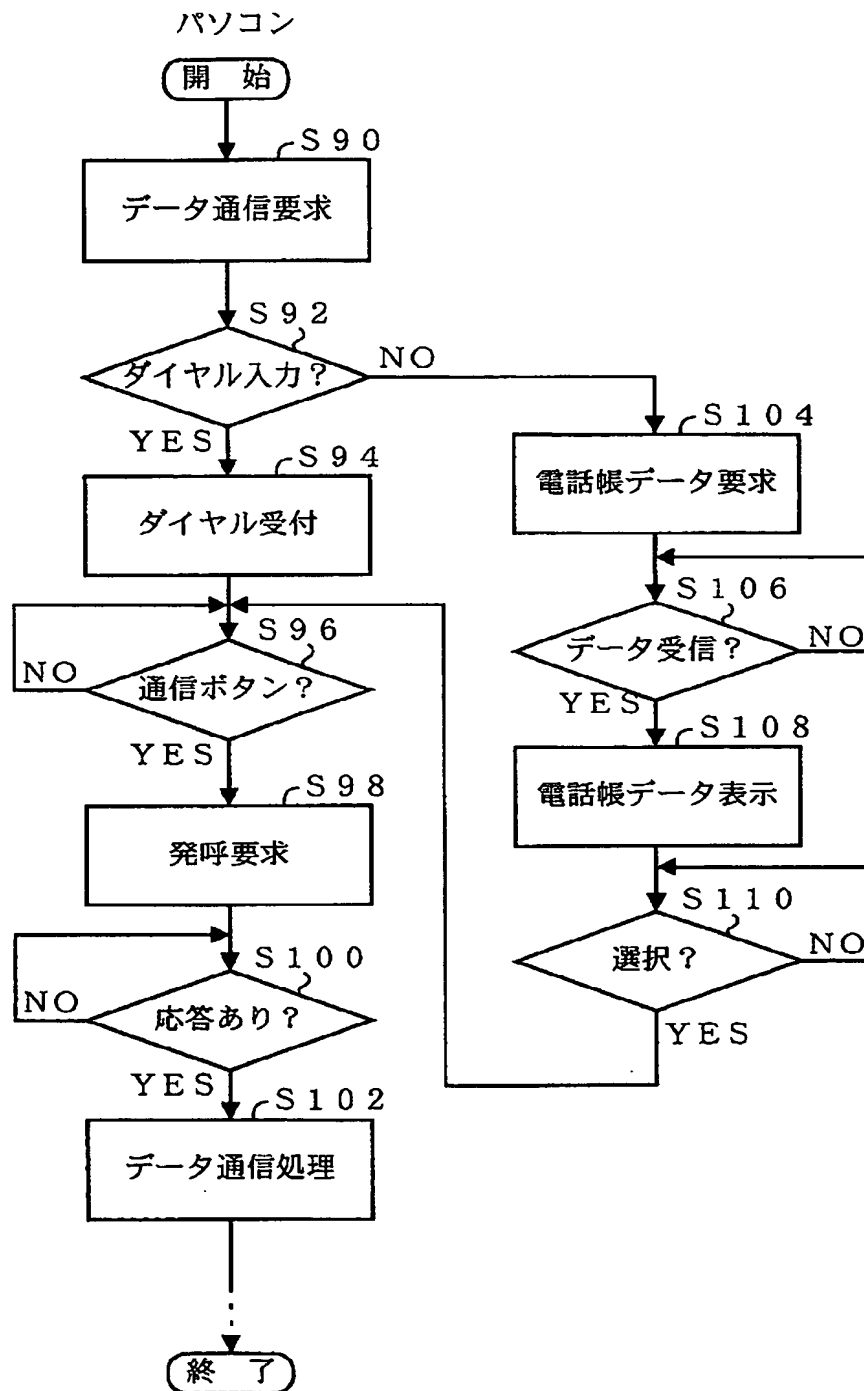 パソコン
開 始
S90
データ通信要求
S92
ダイヤル入力?
NO
YES
S94
ダイヤル受付
S96
通信ボタン?
NO
YES
S98
発呼要求
S100
応答あり?
NO
YES
S102
データ通信処理
終 了
S104
電話帳データ要求
S106
データ受信?
NO
YES
S108
電話帳データ表示
S110
選択?
NO
YES